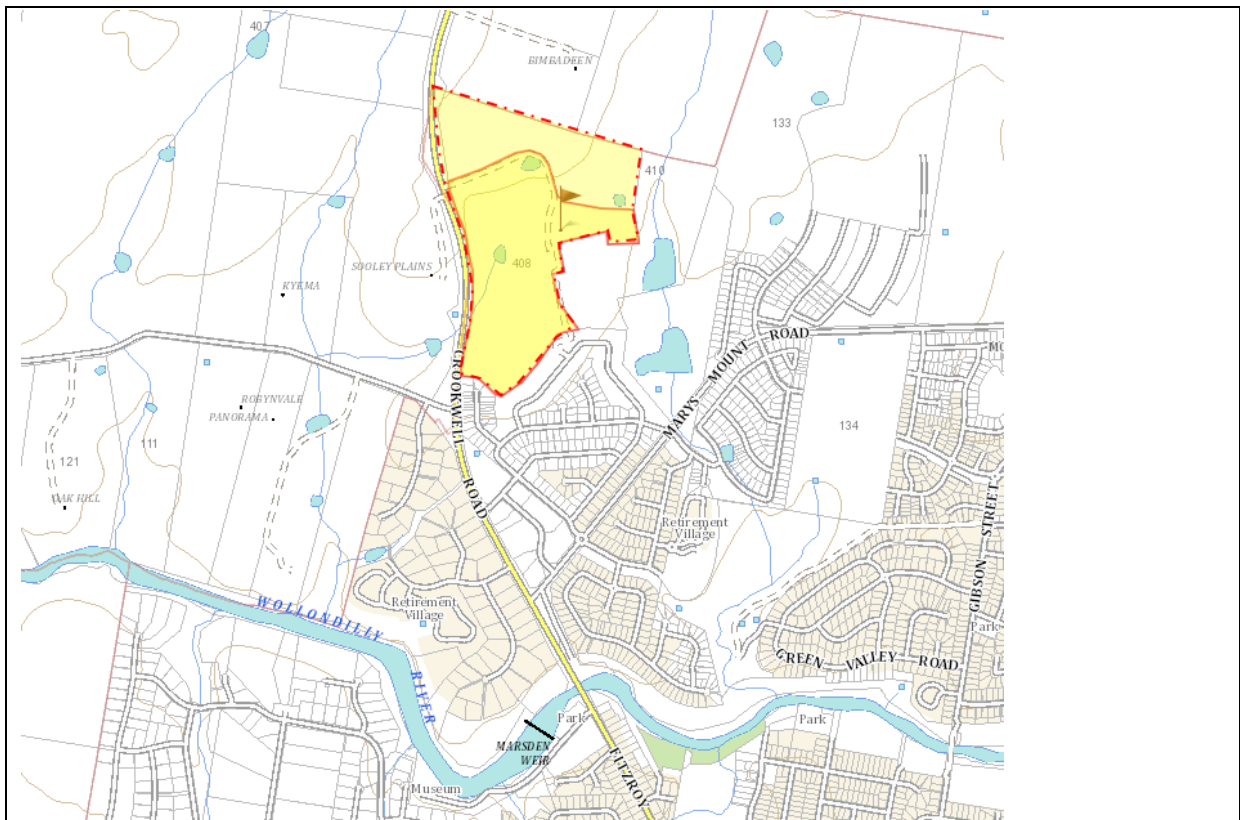 407
BIMBADEEN
133
410
408
SOOLEY PLAINS
KYEMA
MARYS MOUNT ROAD
CROOKWELL ROAD
ROBYNVALE
PANORAMA
111
121
OAK HILL
134
Retirement
Village
GIBSON STREET
Retirement
Village
WOLLONDILLY RIVER
Park
GREEN VALLEY ROAD
Park
Park
MARSDEN
WEIR
FITZROY
Museum